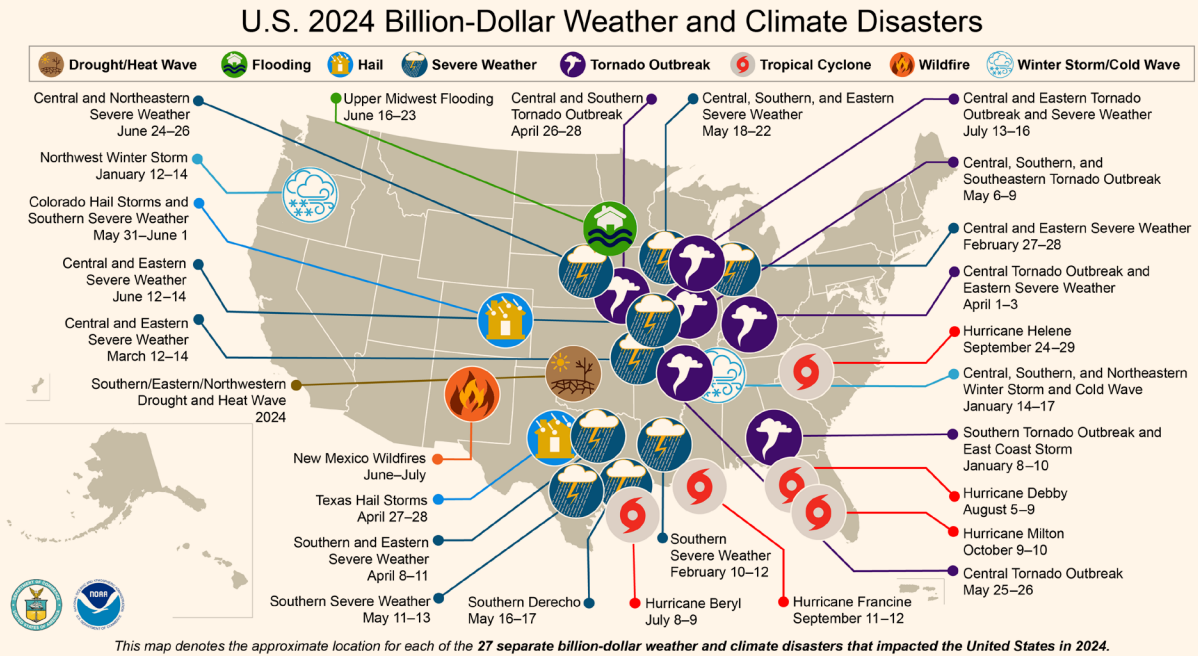 U.S. 2024 Billion-Dollar Weather and Climate Disasters
Drought/Heat Wave
Flooding
Hail
Severe Weather
Tornado Outbreak
Tropical Cyclone
Wildfire
Winter Storm/Cold Wave
Central and Northeastern
Severe Weather
June 24–26
Northwest Winter Storm
January 12–14
Colorado Hail Storms and
Southern Severe Weather
May 31–June 1
Central and Eastern
Severe Weather
June 12–14
Central and Eastern
Severe Weather
March 12–14
Southern/Eastern/Northwestern
Drought and Heat Wave
2024
New Mexico Wildfires
June–July
Texas Hail Storms
April 27–28
Southern and Eastern
Severe Weather
April 8–11
Southern Severe Weather
May 11–13
Upper Midwest Flooding
June 16–23
Central and Southern
Tornado Outbreak
April 26–28
Central, Southern, and Eastern
Severe Weather
May 18–22
Central and Eastern Tornado
Outbreak and Severe Weather
July 13–16
Central, Southern, and
Southeastern Tornado Outbreak
May 6–9
Central and Eastern Severe Weather
February 27–28
Central Tornado Outbreak and
Eastern Severe Weather
April 1–3
Hurricane Helene
September 24–29
Central, Southern, and Northeastern
Winter Storm and Cold Wave
January 14–17
Southern Tornado Outbreak and
East Coast Storm
January 8–10
Hurricane Debby
August 5–9
Hurricane Milton
October 9–10
Central Tornado Outbreak
May 25–26
Southern
Severe Weather
February 10–12
Southern Derecho
May 16–17
Hurricane Beryl
July 8–9
Hurricane Francine
September 11–12
NOAA
This map denotes the approximate location for each of the 27 separate billion-dollar weather and climate disasters that impacted the United States in 2024.